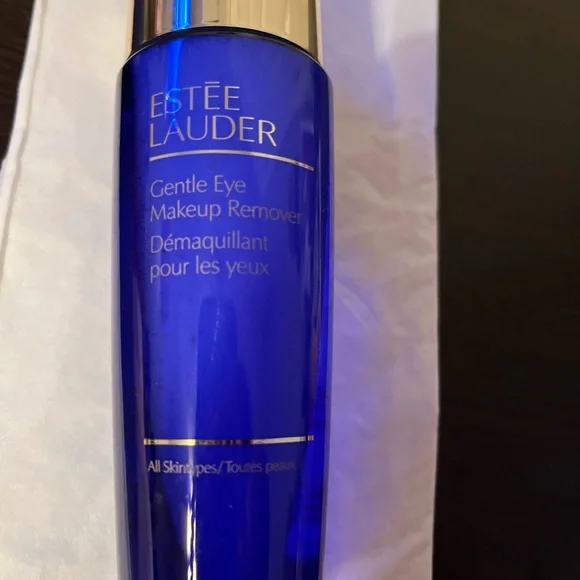 ESTĒE
LAUDER
Gentle Eye
Makeup Remover
Démaquillant
pour les yeux
All Skintypes/Toutes peaux